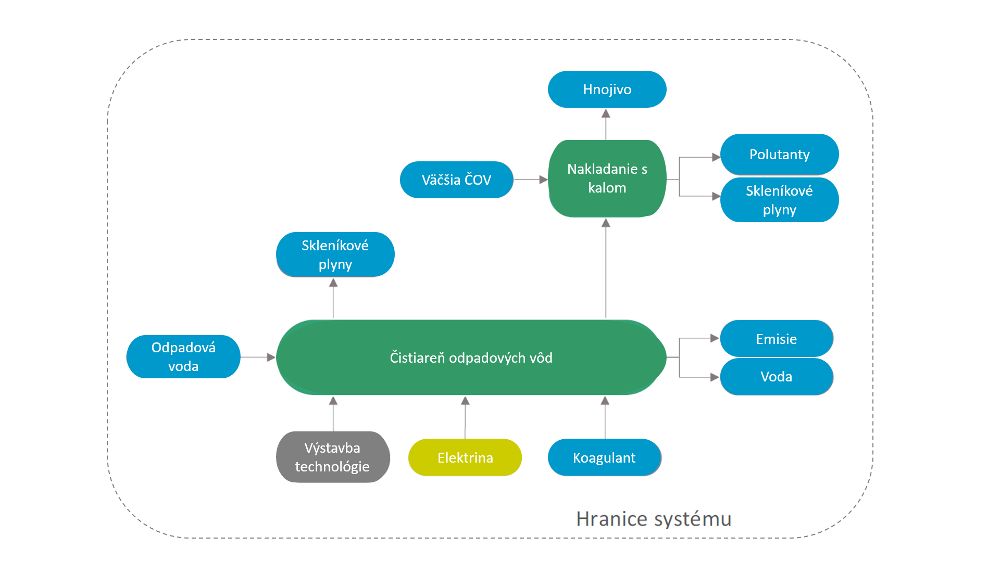 Hnojivo
Polutanty
Nakladanie s
kalom
Väčšia ČOV
Skleníkové
plyny
Skleníkové
plyny
Odpadová
voda
Čistiareň odpadových vôd
Emisie
Voda
Výstavba
technológie
Elektrina
Koagulant
Hranice systému